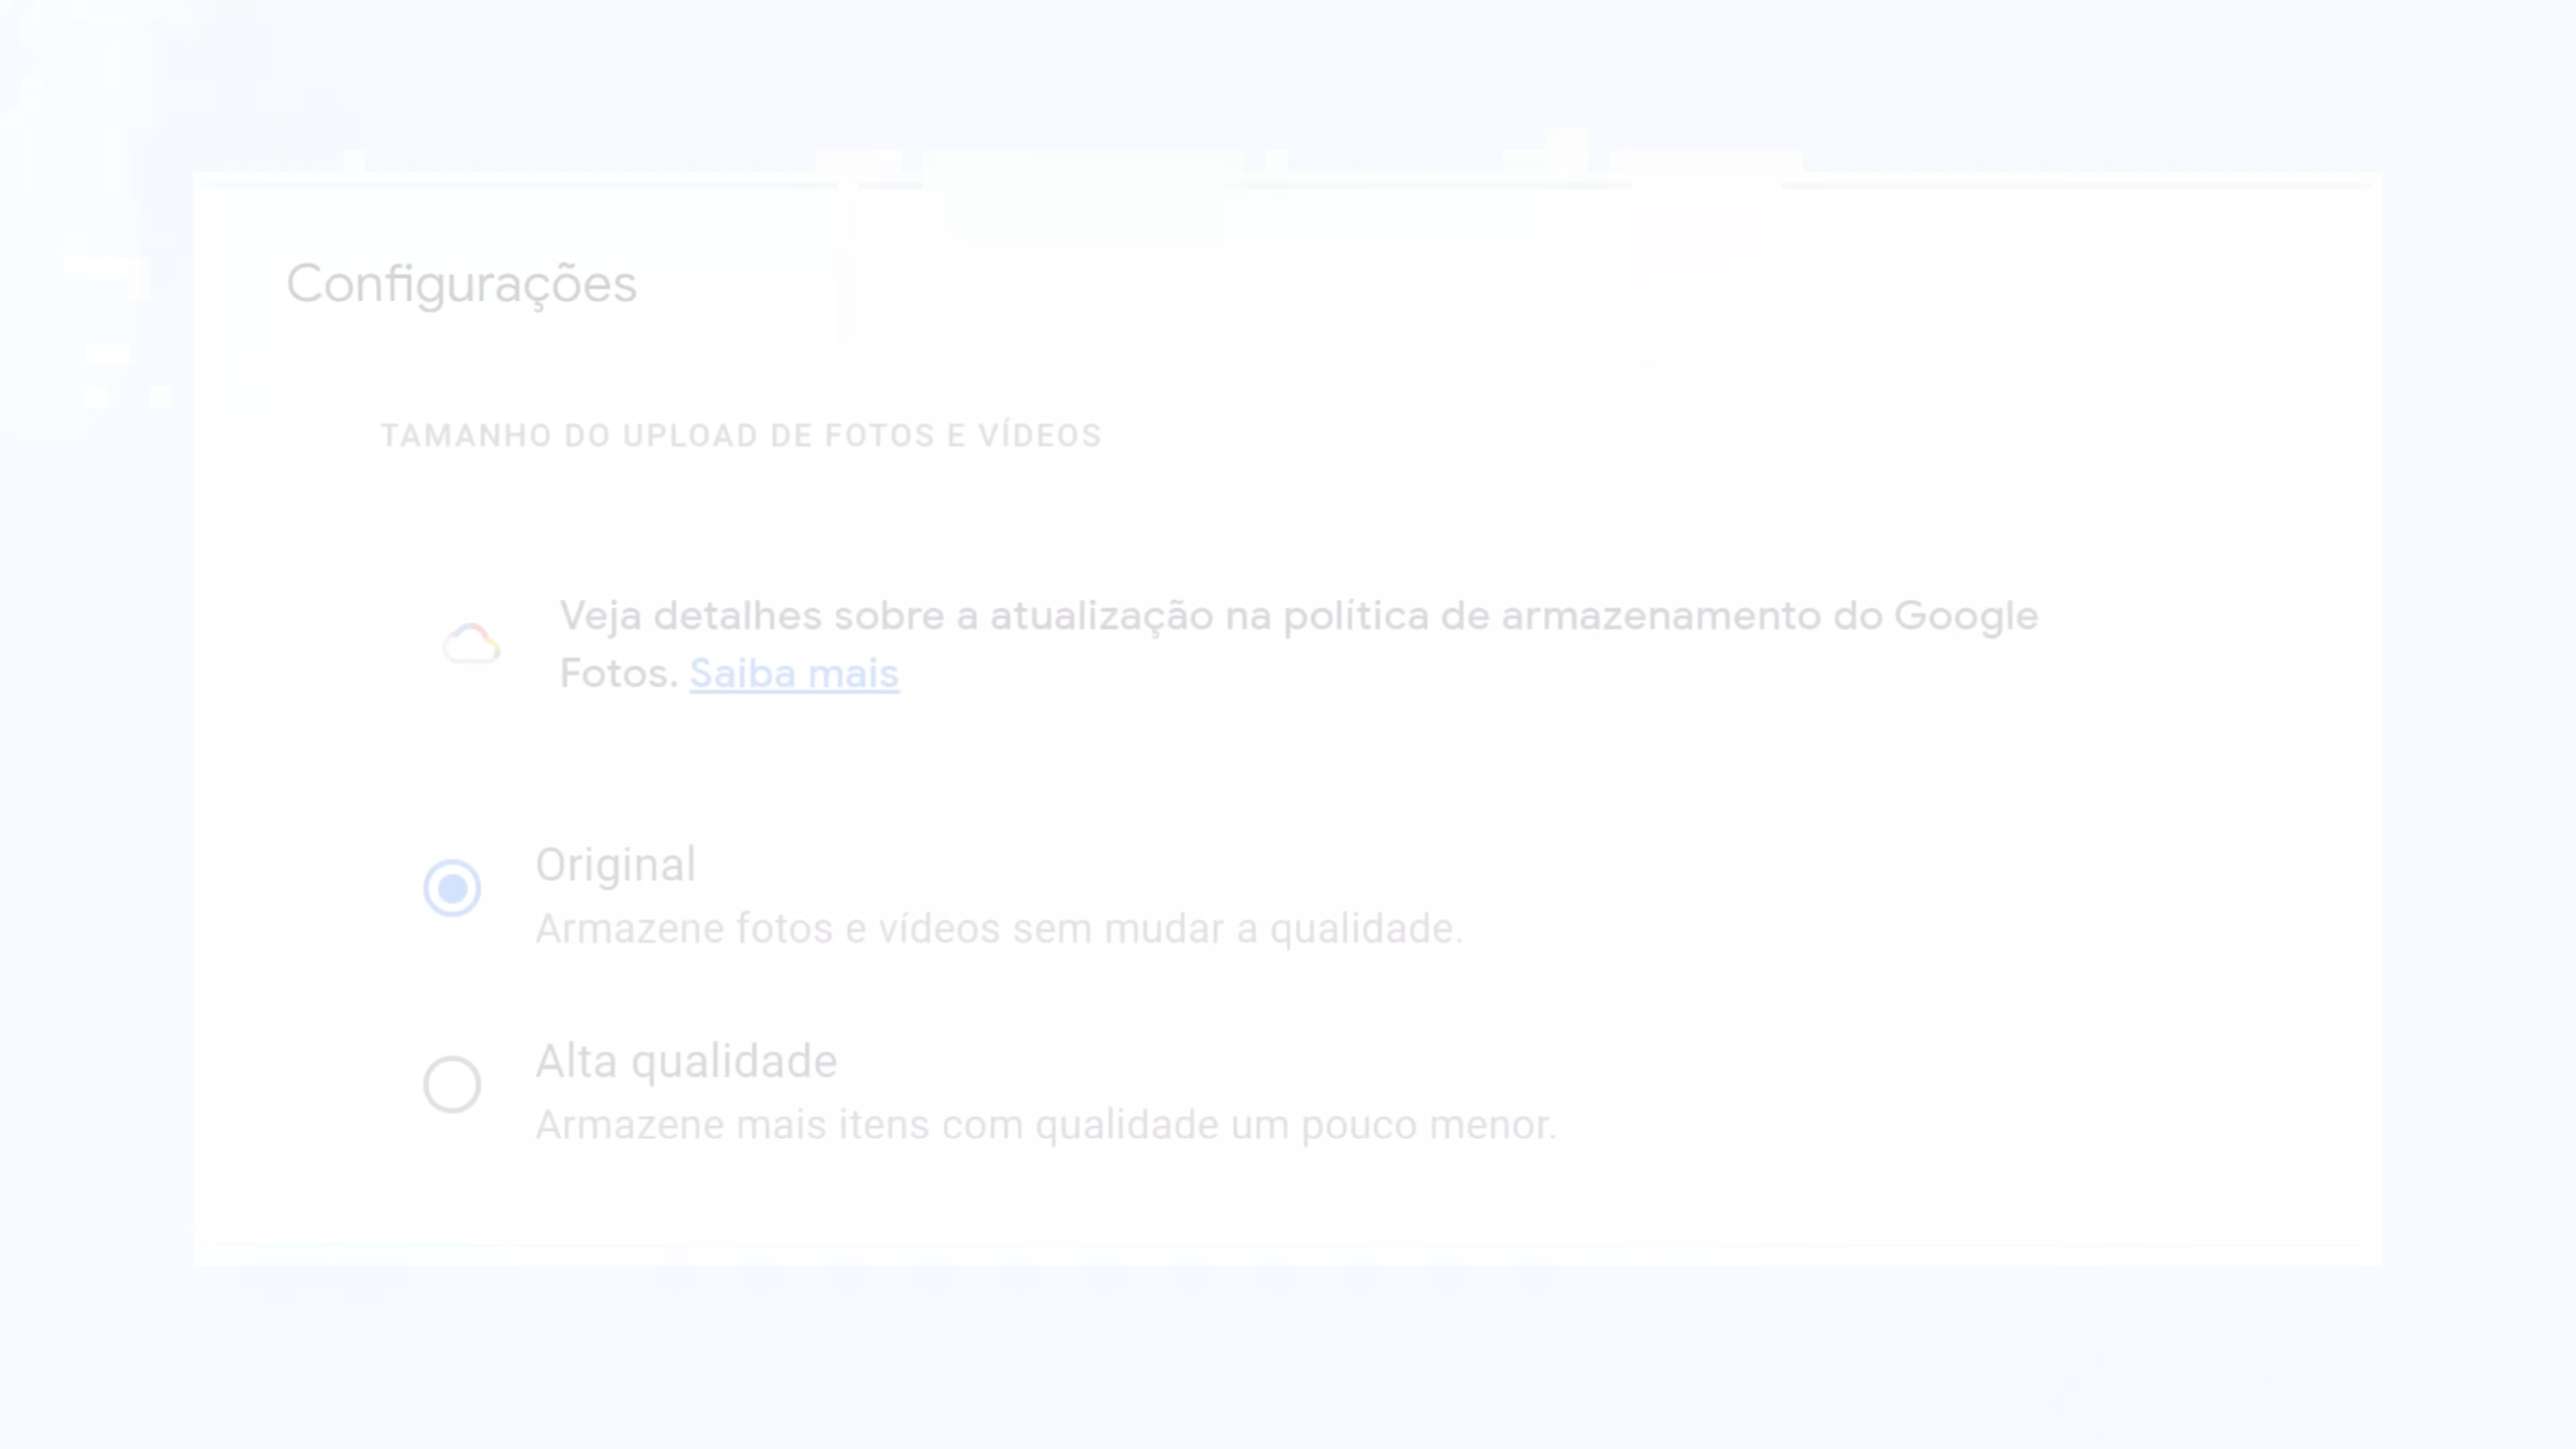 Configurações
TAMANHO DO UPLOAD DE FOTOS E VÍDEOS
Veja detalhes sobre a atualização na política de armazenamento do Google
Fotos. Saiba mais
Original
Armazene fotos e vídeos sem mudar a qualidade.
Alta qualidade
Armazene mais itens com qualidade um pouco menor.